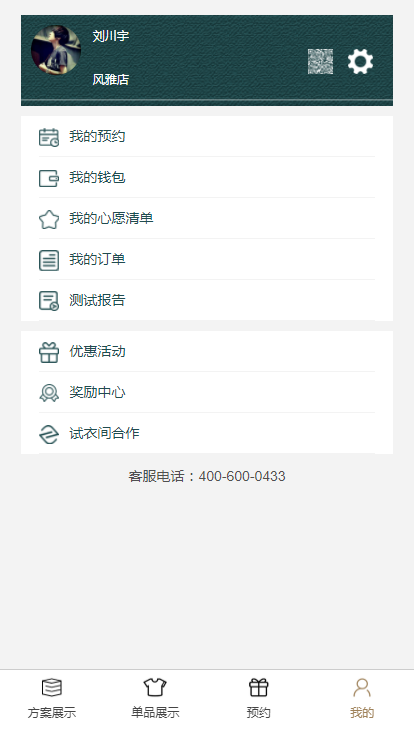 刘川宇
风雅店
我的预约
我的钱包
我的心愿清单
我的订单
测试报告
优惠活动
奖励中心
试衣间合作
客服电话：400-600-0433
方案展示
单品展示
预约
我的